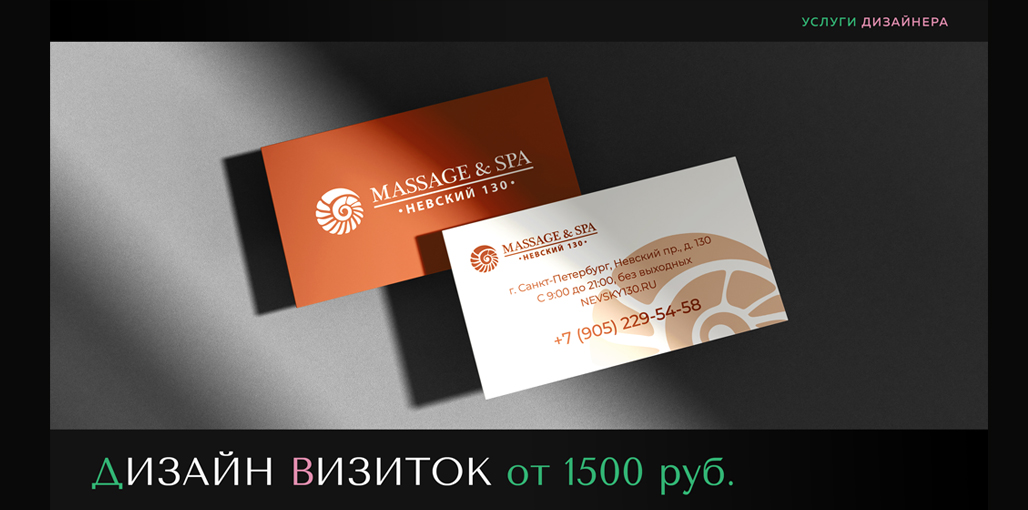 УСЛУГИ ДИЗАЙНЕРА
MASSAGE & SPA
•НЕВСКИЙ 130•
MASSAGE & SPA
•НЕВСКИЙ 130•
г. Санкт-Петербург, Невский пр., д. 130
С 9:00 до 21:00, без выходных
NEVSKY130.RU
+7 (905) 229-54-58
ДИЗАЙН ВИЗИТОК от 1500 руб.